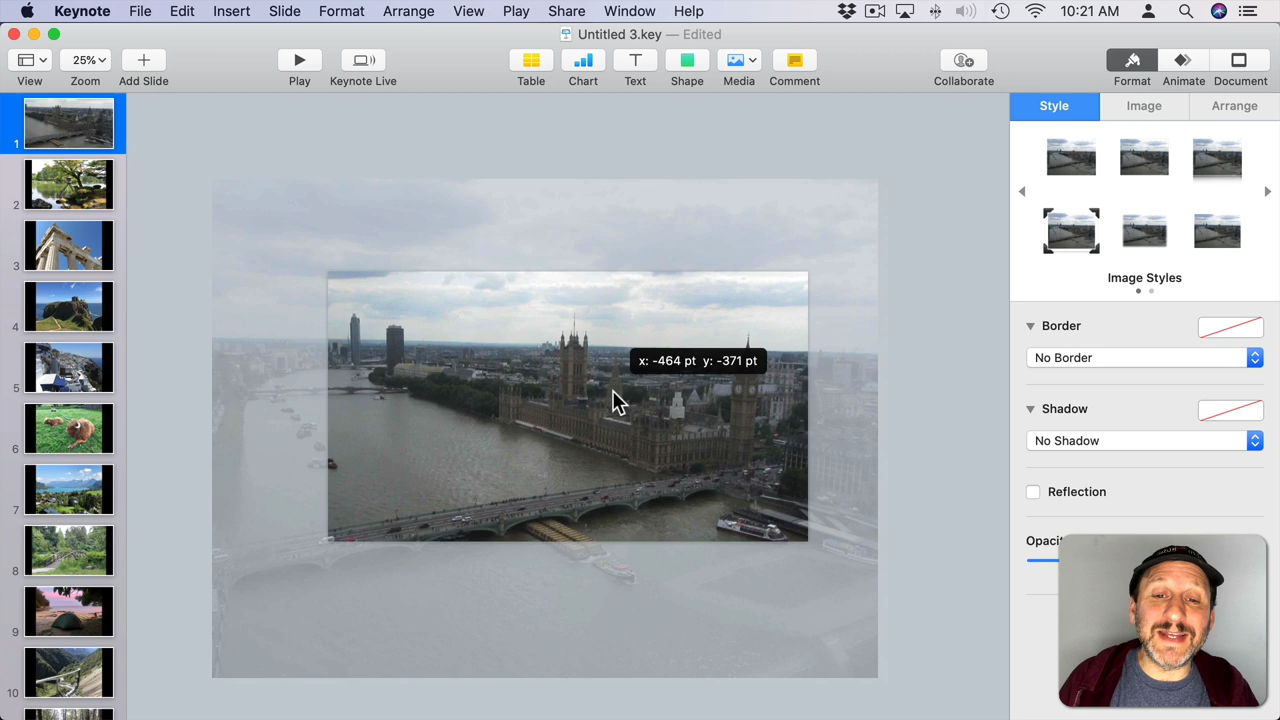 Keynote File Edit Insert Slide Format Arrange View Play Share Window Help 10:21 AM
Untitled 3.key — Edited
25%
View Zoom Add Slide Play Keynote Live Table Chart Text Shape Media Comment Collaborate Format Animate Document
Style Image Arrange
1
2
3
4
5
6
7
8
9
10
x: -464 pt y: -371 pt
Image Styles
Border
No Border
Shadow
No Shadow
Reflection
Opacit